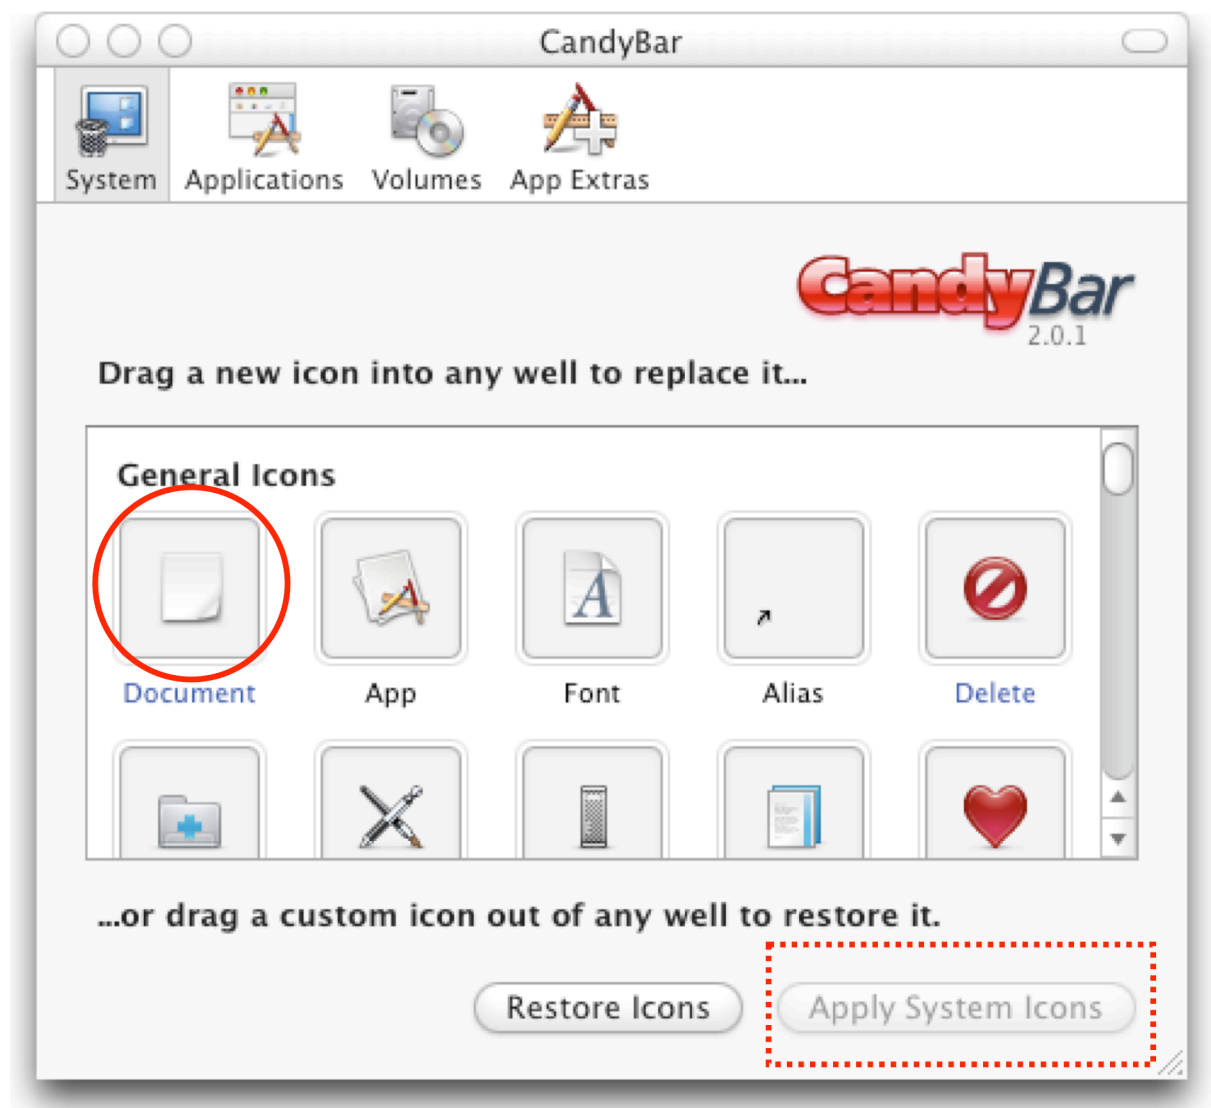 CandyBar
System Applications Volumes App Extras
CandyBar
2.0.1
Drag a new icon into any well to replace it...
General Icons
A
Document App Font Alias Delete
...or drag a custom icon out of any well to restore it.
Restore Icons Apply System Icons